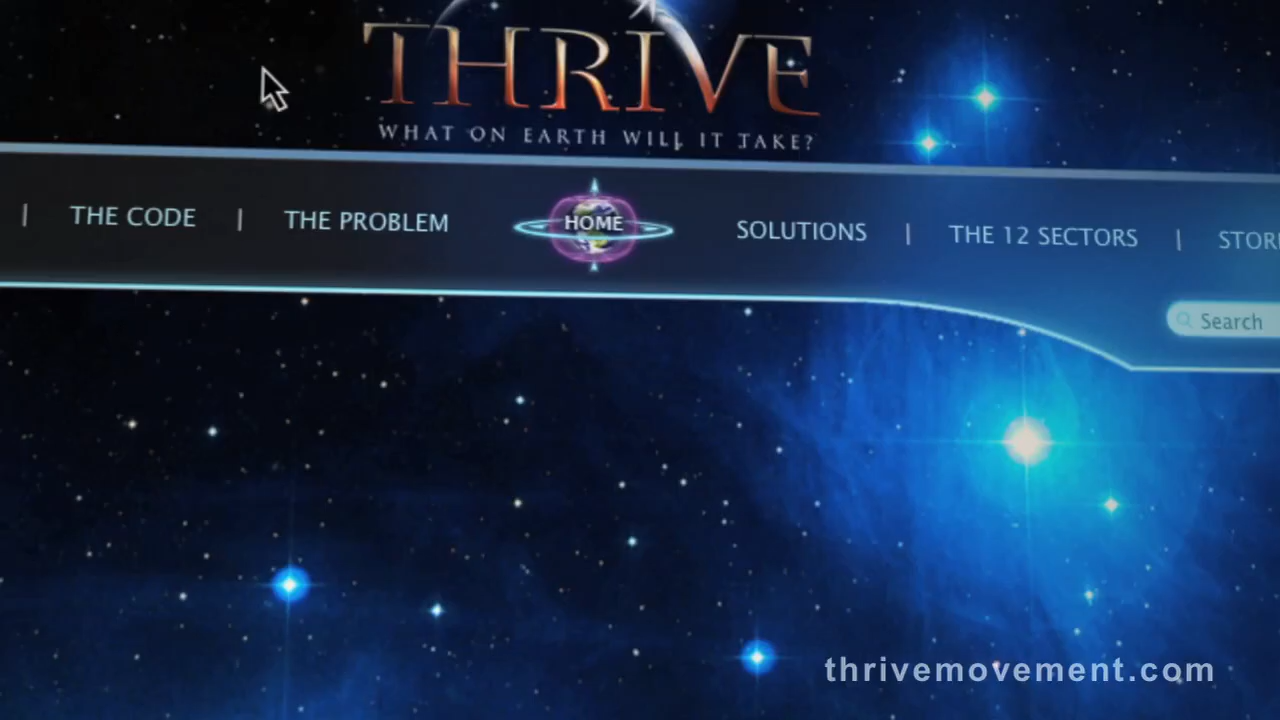 THRIVE
WHAT ON EARTH WILL IT TAKE?
| THE CODE | THE PROBLEM HOME SOLUTIONS | THE 12 SECTORS |
Search
thrivemovement.com